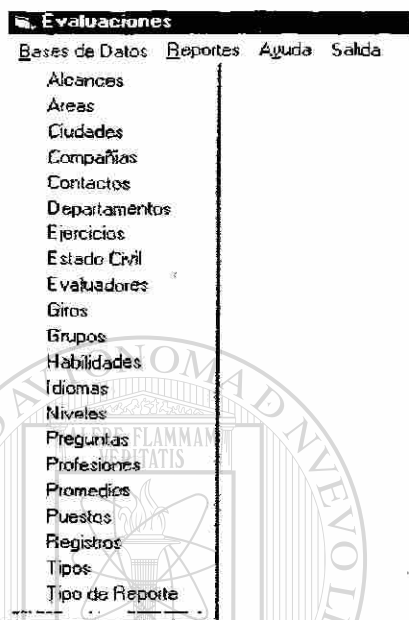 Evaluaciones
Bases de Datos Reportes Ayuda Salida
Alcances
Areas
Ciudades
Compañias
Contactos
Departamentos
Ejercicios
Estado Civil
Evaluadores
Giros
Grupos
Habilidades
Idiomas
Niveles
Preguntas
Profesiones
Promedios
Puestos
Registros
Tipos
Tipo de Reporte